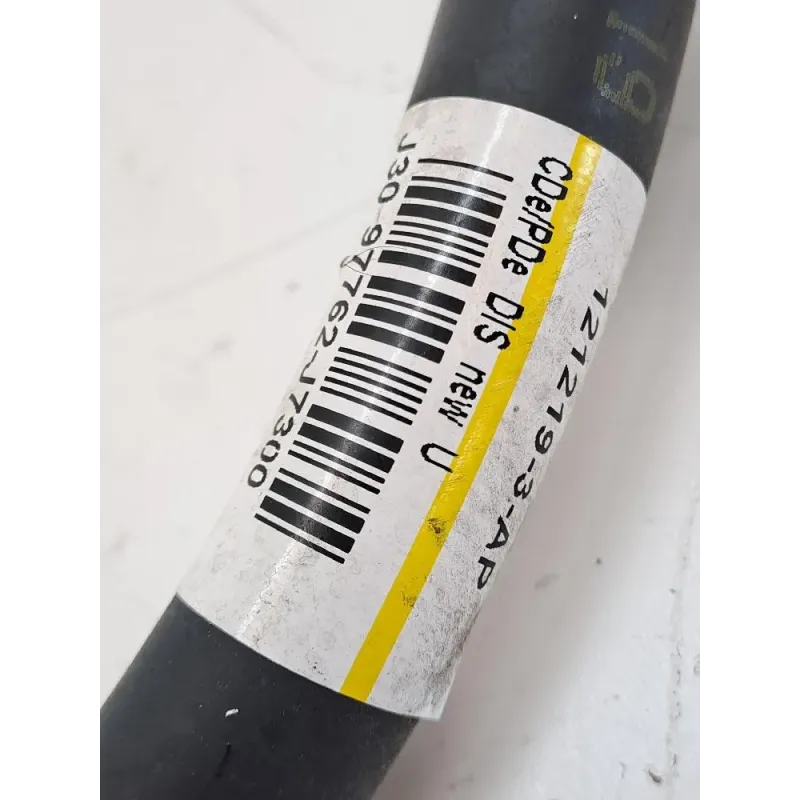 CDe/PDe DIS new U
J30-97762-J7300
121219-3-AP